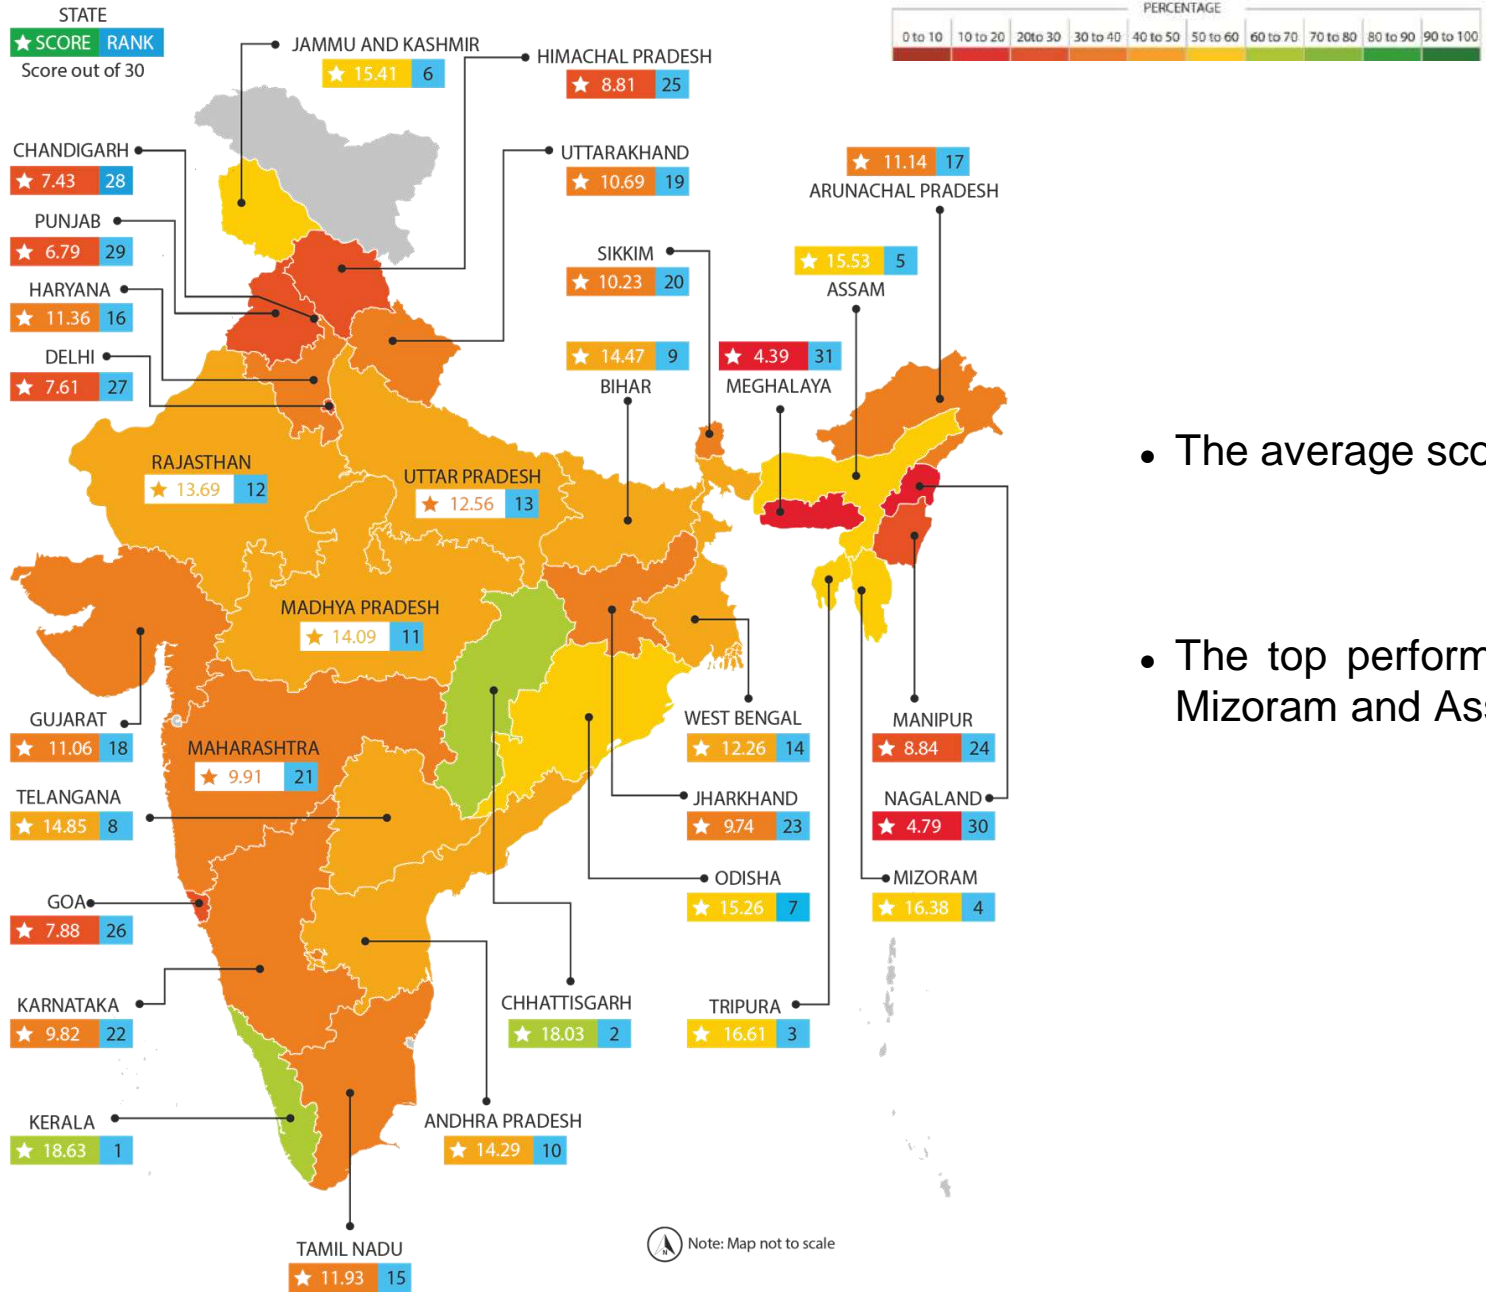 STATE
SCORE RANK
Score out of 30
PERCENTAGE
0 to 10 10 to 20 20to 30 30 to 40 40 to 50 50 to 60 60 to 70 70 to 80 80 to 90 90 to 100
JAMMU AND KASHMIR
15.41 6
HIMACHAL PRADESH
8.81 25
CHANDIGARH
7.43 28
UTTARAKHAND
10.69 19
11.14 17
ARUNACHAL PRADESH
PUNJAB
6.79 29
SIKKIM
10.23 20
15.53 5
ASSAM
HARYANA
11.36 16
DELHI
7.61 27
14.47 9
BIHAR
4.39 31
MEGHALAYA
RAJASTHAN
13.69 12
UTTAR PRADESH
12.56 13
MADHYA PRADESH
14.09 11
GUJARAT
11.06 18
MAHARASHTRA
9.91 21
WEST BENGAL
12.26 14
MANIPUR
8.84 24
TELANGANA
14.85 8
JHARKHAND
9.74 23
NAGALAND
4.79 30
GOA
7.88 26
ODISHA
15.26 7
MIZORAM
16.38 4
KARNATAKA
9.82 22
CHHATTISGARH
18.03 2
TRIPURA
16.61 3
KERALA
18.63 1
ANDHRA PRADESH
14.29 10
TAMIL NADU
11.93 15
N
Note: Map not to scale
• The average
• The top
Mizoram and